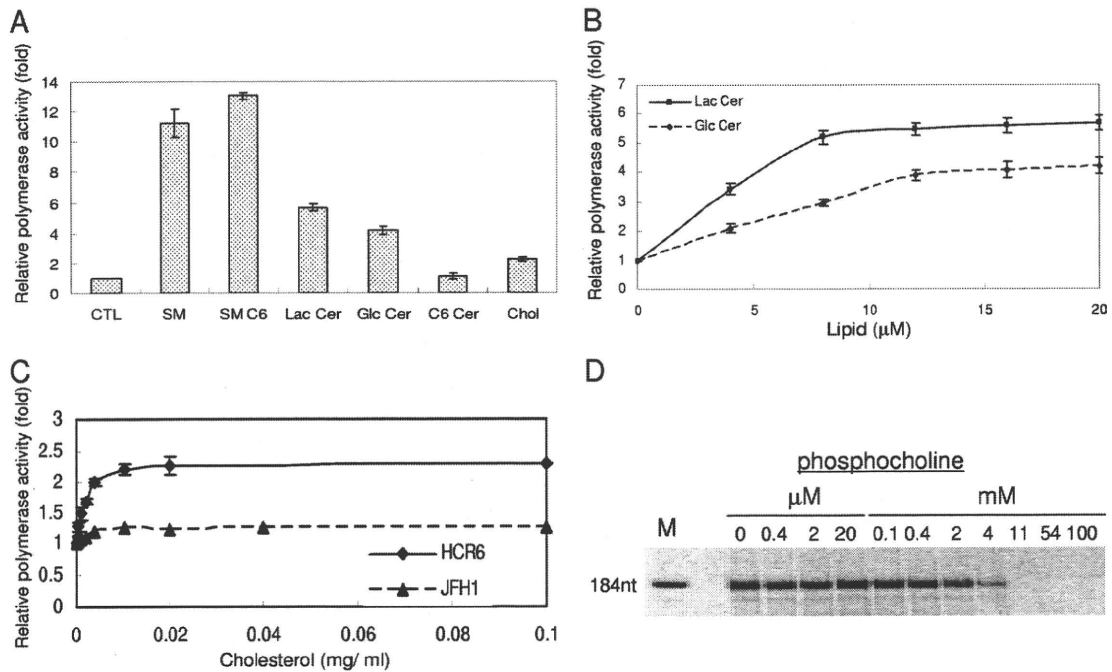 A
Relative polymerase activity (fold)
14
12
10
8
6
4
2
0
CTL SM SM C6 Lac Cer Glc Cer C6 Cer Chol
B
Relative polymerase activity (fold)
7
6
5
4
3
2
1
0
Lac Cer
Glc Cer
0 5 10 15 20
Lipid (μM)
C
Relative polymerase activity (fold)
3
2.5
2
1.5
1
0.5
0
HCR6
JFH1
0 0.02 0.04 0.06 0.08 0.1
Cholesterol (mg/ ml)
D
phosphocholine
μM mM
M 0 0.4 2 20 0.1 0.4 2 4 11 54 100
184nt